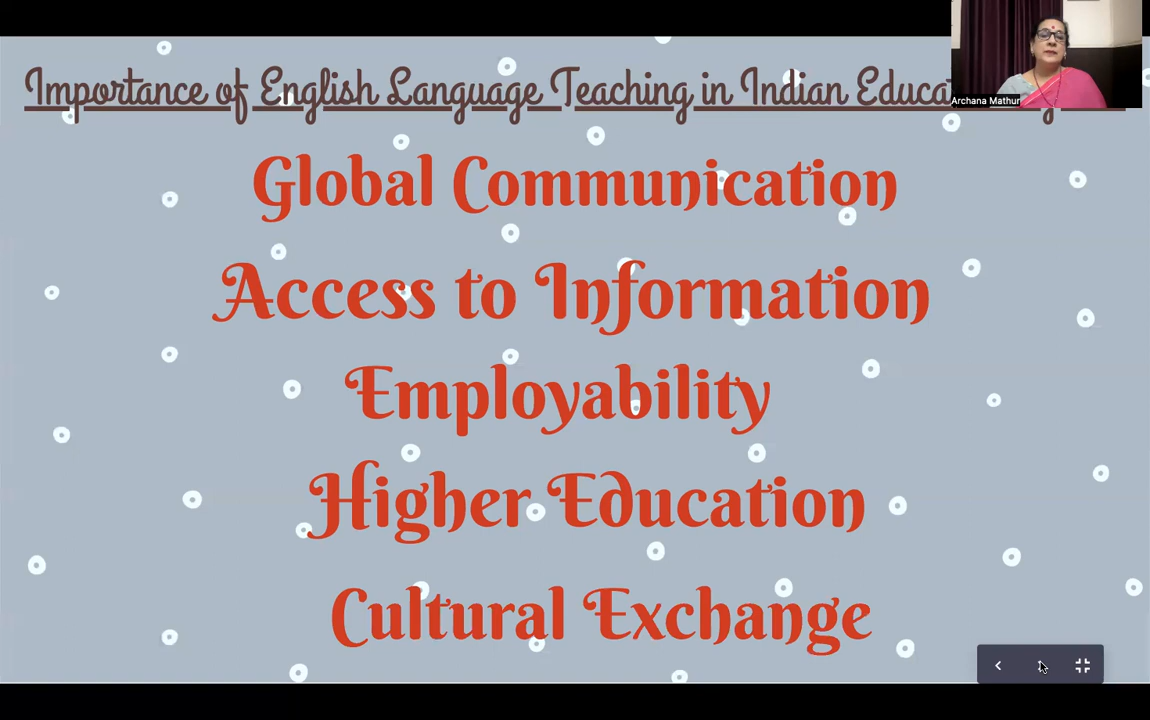 Importance of English Language Teaching in Indian
Archana Mathur
Global Communication
Access to Information
Employability
Higher Education
Cultural Exchange